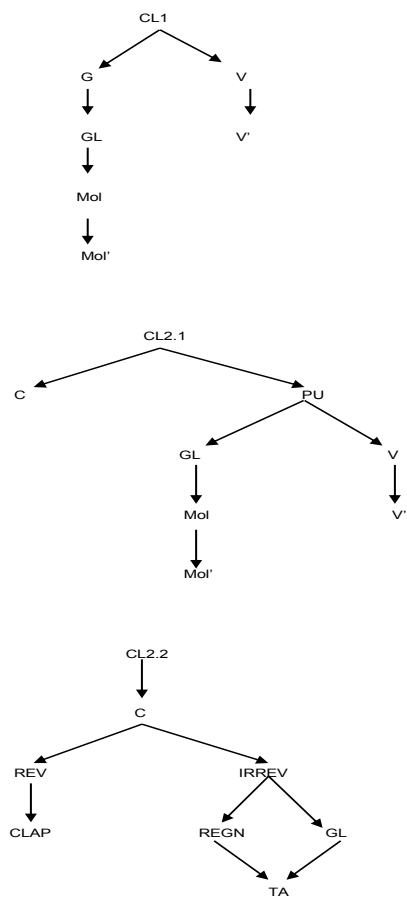 CL1
G V
GL V’
Mol
Mol’
CL2.1
C PU
GL V
Mol V’
Mol’
CL2.2
C
REV IRREV
CLAP REGN GL
TA